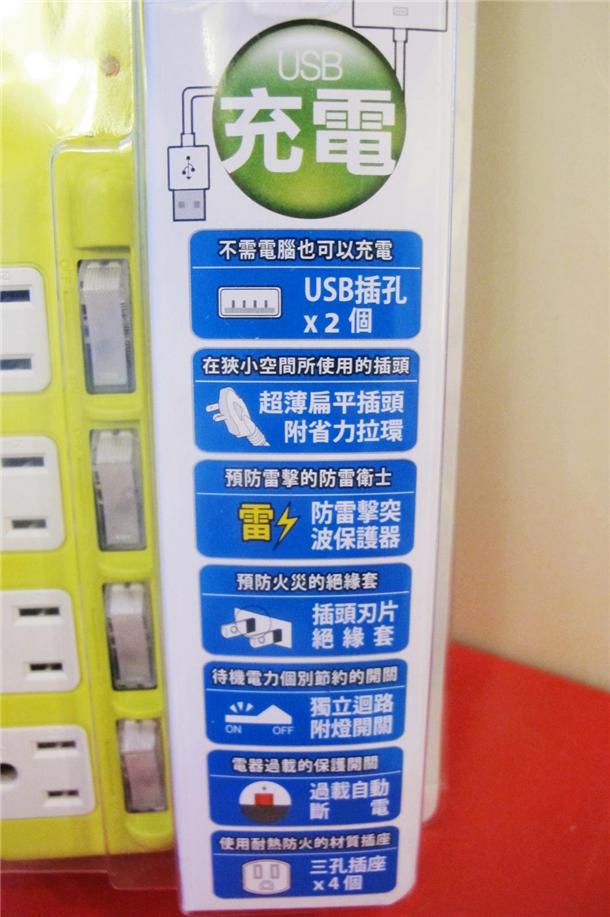 USB
充電
不需電腦也可以充電
USB插孔
x 2 個
在狹小空間所使用的插頭
超薄扁平插頭
附省力拉環
預防雷擊的防雷衛士
雷
防雷擊突
波保護器
預防火災的絕緣套
插頭刃片
絕緣套
待機電力個別節約的開關
ON OFF
獨立迴路
附燈開關
電器過載的保護開關
過載自動
斷電
使用耐熱防火的材質插座
三孔插座
x 4 個